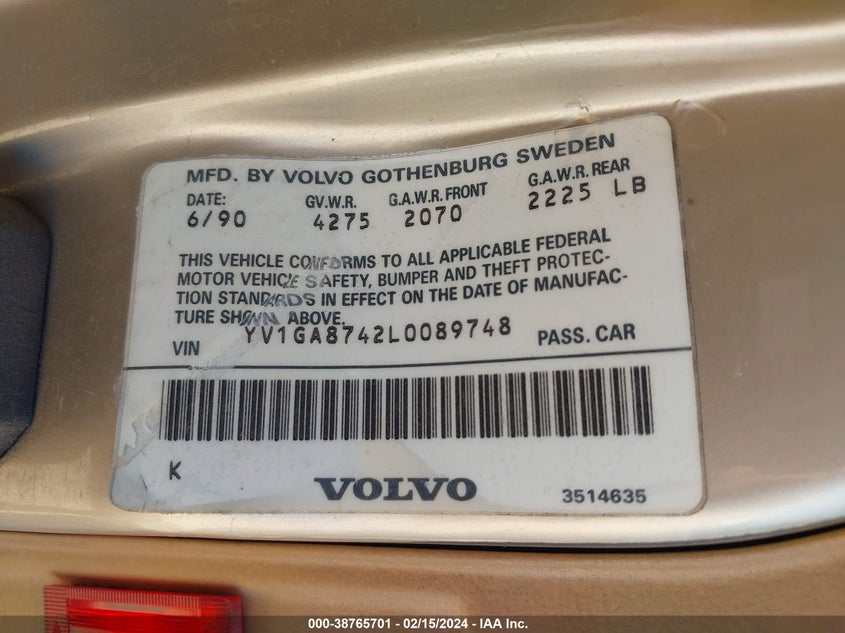 MFD. BY VOLVO GOTHENBURG SWEDEN
DATE: GV.W.R. G.A.W.R. FRONT G.A.W.R. REAR
6/90 4275 2070 2225 LB
THIS VEHICLE CONFORMS TO ALL APPLICABLE FEDERAL
MOTOR VEHICLE SAFETY, BUMPER AND THEFT PROTEC-
TION STANDARDS IN EFFECT ON THE DATE OF MANUFAC-
TURE SHOWN ABOVE.
VIN YV1GA8742L0089748 PASS. CAR
K
VOLVO
3514635
000-38765701 - 02/15/2024 - IAA Inc.